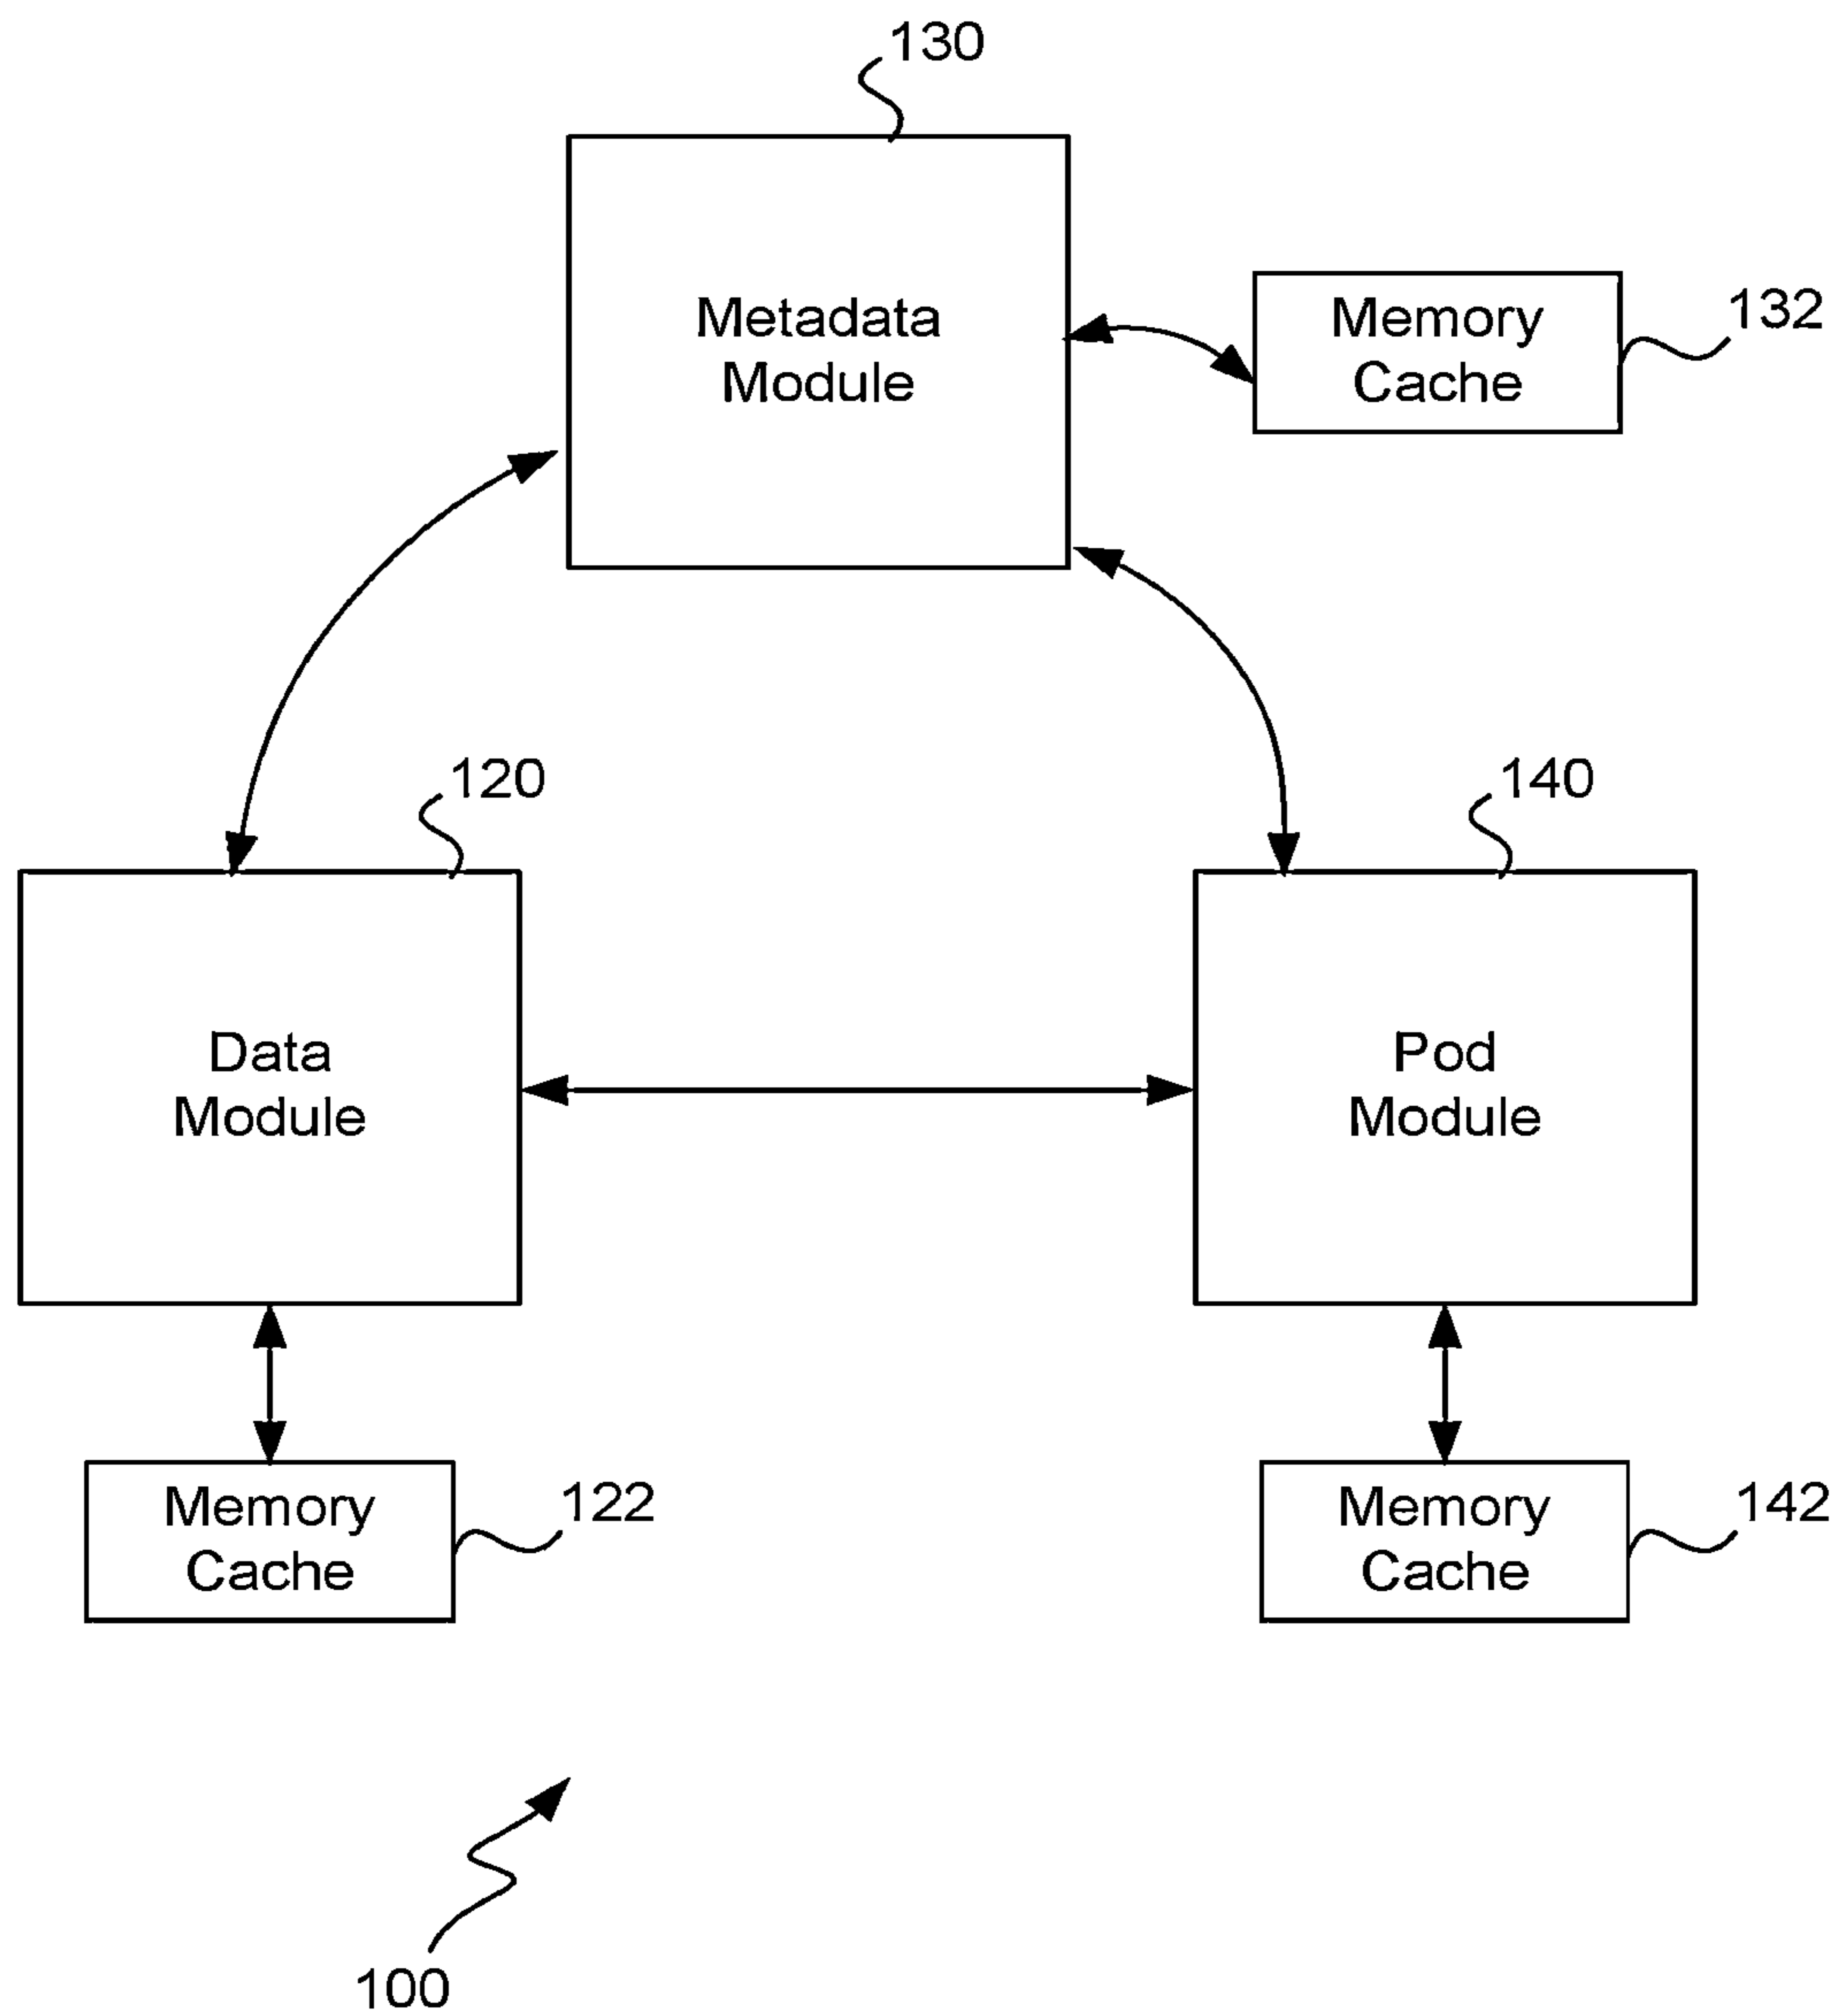 130
Metadata
Module
Memory
Cache
132
120
140
Data
Module
Pod
Module
Memory
Cache
122
Memory
Cache
142
100